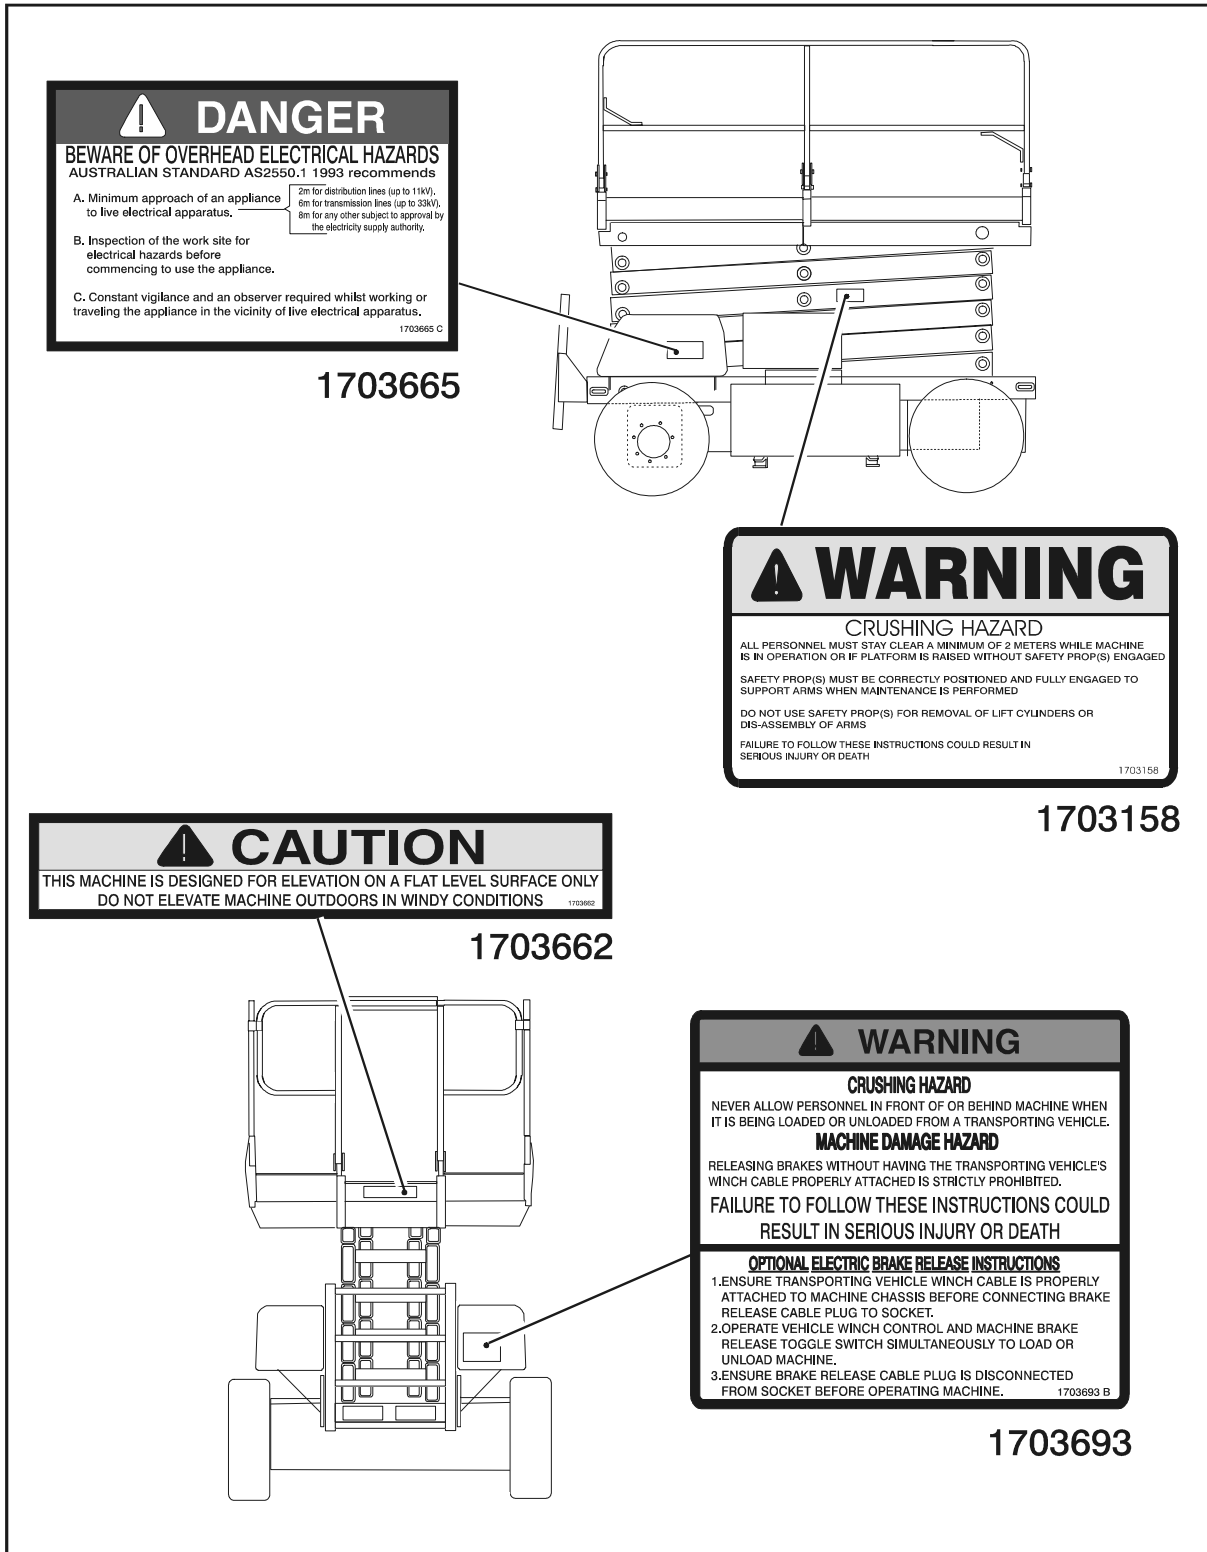 DANGER
BEWARE OF OVERHEAD ELECTRICAL HAZARDS
AUSTRALIAN STANDARD AS2550.1 1993 recommends
A. Minimum approach of an appliance
to live electrical apparatus.
2m for distribution lines (up to 11kV).
6m for transmission lines (up to 33kV).
8m for any other subject to approval by
the electricity supply authority.
B. Inspection of the work site for
electrical hazards before
commencing to use the appliance.
C. Constant vigilance and an observer required whilst working or
traveling the appliance in the vicinity of live electrical apparatus.
1703665 C
1703665
WARNING
CRUSHING HAZARD
ALL PERSONNEL MUST STAY CLEAR A MINIMUM OF 2 METERS WHILE MACHINE
IS IN OPERATION OR IF PLATFORM IS RAISED WITHOUT SAFETY PROP(S) ENGAGED
SAFETY PROP(S) MUST BE CORRECTLY POSITIONED AND FULLY ENGAGED TO
SUPPORT ARMS WHEN MAINTENANCE IS PERFORMED
DO NOT USE SAFETY PROP(S) FOR REMOVAL OF LIFT CYLINDERS OR
DIS-ASSEMBLY OF ARMS
FAILURE TO FOLLOW THESE INSTRUCTIONS COULD RESULT IN
SERIOUS INJURY OR DEATH
1703158
1703158
CAUTION
THIS MACHINE IS DESIGNED FOR ELEVATION ON A FLAT LEVEL SURFACE ONLY
DO NOT ELEVATE MACHINE OUTDOORS IN WINDY CONDITIONS
1703662
1703662
WARNING
CRUSHING HAZARD
NEVER ALLOW PERSONNEL IN FRONT OF OR BEHIND MACHINE WHEN
IT IS BEING LOADED OR UNLOADED FROM A TRANSPORTING VEHICLE.
MACHINE DAMAGE HAZARD
RELEASING BRAKES WITHOUT HAVING THE TRANSPORTING VEHICLE'S
WINCH CABLE PROPERLY ATTACHED IS STRICTLY PROHIBITED.
FAILURE TO FOLLOW THESE INSTRUCTIONS COULD
RESULT IN SERIOUS INJURY OR DEATH
OPTIONAL ELECTRIC BRAKE RELEASE INSTRUCTIONS
1.ENSURE TRANSPORTING VEHICLE WINCH CABLE IS PROPERLY
ATTACHED TO MACHINE CHASSIS BEFORE CONNECTING BRAKE
RELEASE CABLE PLUG TO SOCKET.
2.OPERATE VEHICLE WINCH CONTROL AND MACHINE BRAKE
RELEASE TOGGLE SWITCH SIMULTANEOUSLY TO LOAD OR
UNLOAD MACHINE.
3.ENSURE BRAKE RELEASE CABLE PLUG IS DISCONNECTED
FROM SOCKET BEFORE OPERATING MACHINE.
1703693 B
1703693